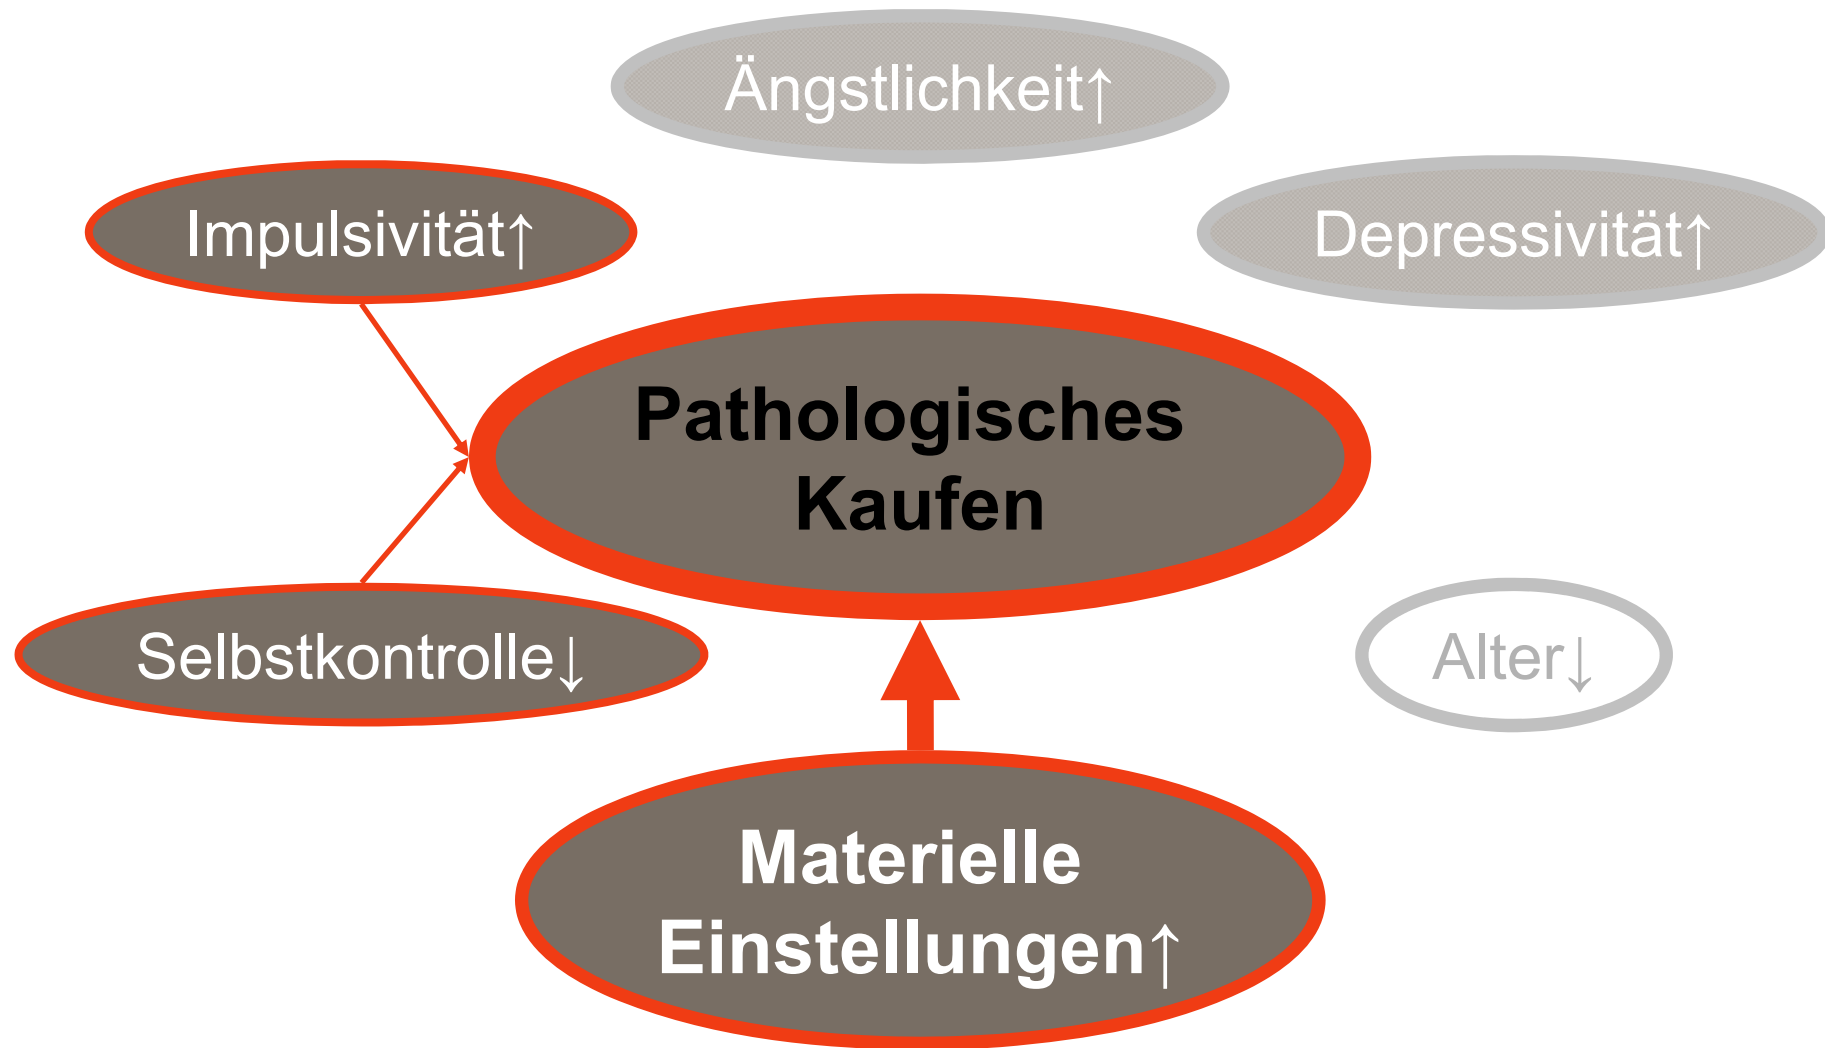 Ängstlichkeit↑
Impulsivität↑
Depressivität↑
Pathologisches
Kaufen
Selbstkontrolle↓
Alter↓
Materielle
Einstellungen↑